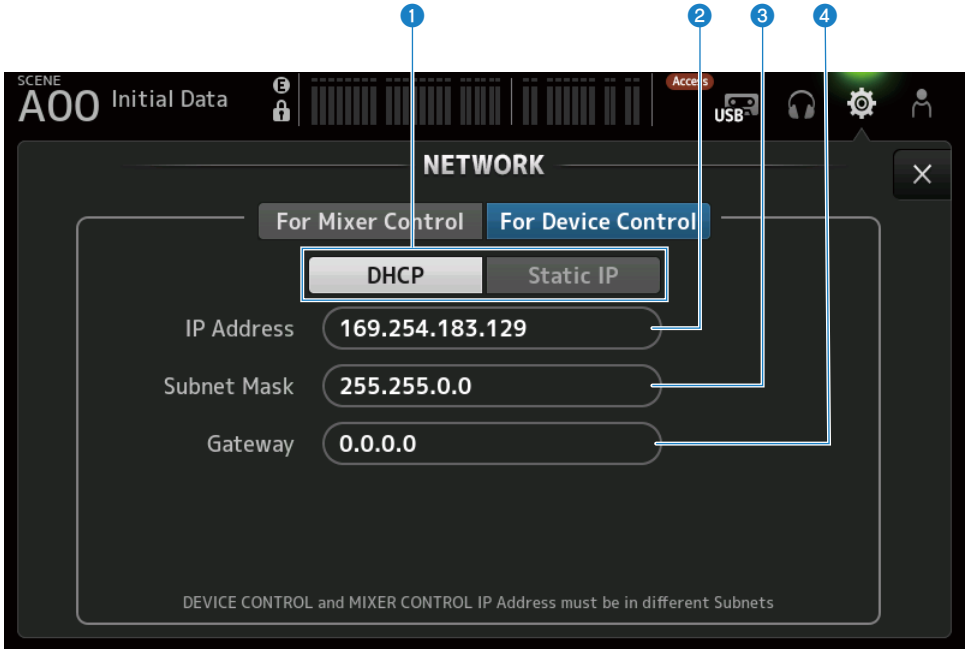 1 2 3 4
SCENE
A00 Initial Data
E
Access
USB
NETWORK
For Mixer Control For Device Control
DHCP Static IP
IP Address 169.254.183.129
Subnet Mask 255.255.0.0
Gateway 0.0.0.0
DEVICE CONTROL and MIXER CONTROL IP Address must be in different Subnets